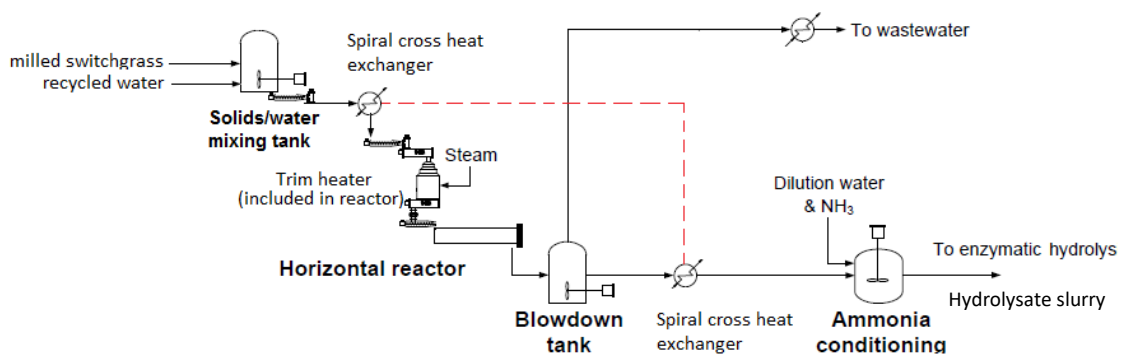 To wastewater
Spiral cross heat
exchanger
milled switchgrass
recycled water
Solids/water
mixing tank
Steam
Trim heater
(included in reactor)
Dilution water
& NH3
Horizontal reactor
To enzymatic hydrolys
Hydrolysate slurry
Blowdown
tank
Spiral cross heat
exchanger
Ammonia
conditioning